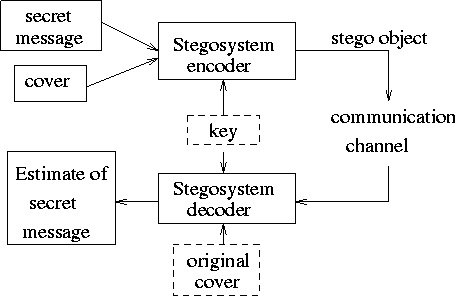 secret
message
cover
Stegosystem
encoder
stego object
key
communication
channel
Estimate of
secret
message
Stegosystem
decoder
original
cover